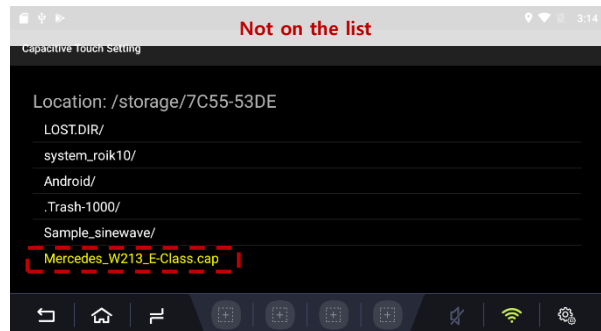 Not on the list
3:14
Capacitive Touch Setting
Location: /storage/7C55-53DE
LOST.DIR/
system_roik10/
Android/
.Trash-1000/
Sample_sinewave/
Mercedes_W213_E-Class.cap